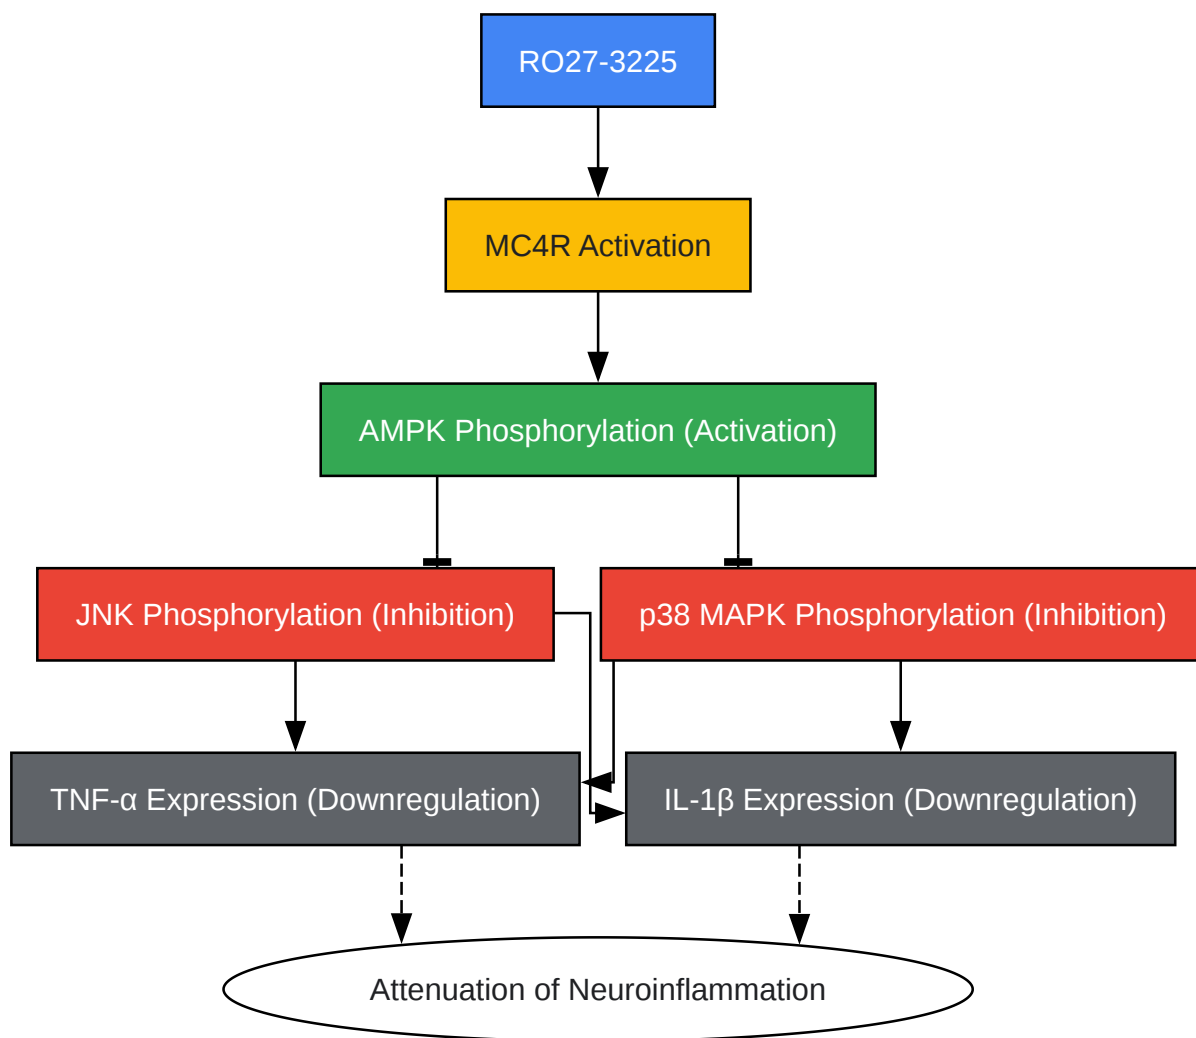 RO27-3225
MC4R Activation
AMPK Phosphorylation (Activation)
JNK Phosphorylation (Inhibition)
p38 MAPK Phosphorylation (Inhibition)
TNF-α Expression (Downregulation)
IL-1β Expression (Downregulation)
Attenuation of Neuroinflammation